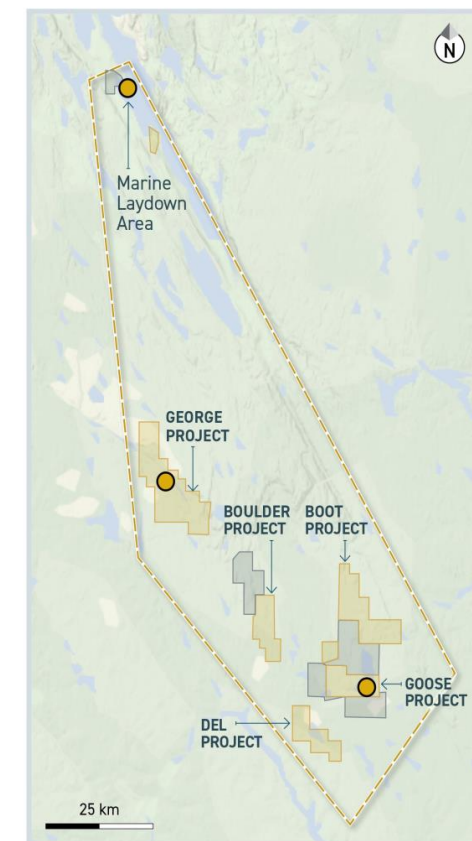 N
Marine
Laydown
Area
GEORGE
PROJECT
BOULDER
PROJECT
BOOT
PROJECT
GOOSE
PROJECT
DEL
PROJECT
25 km